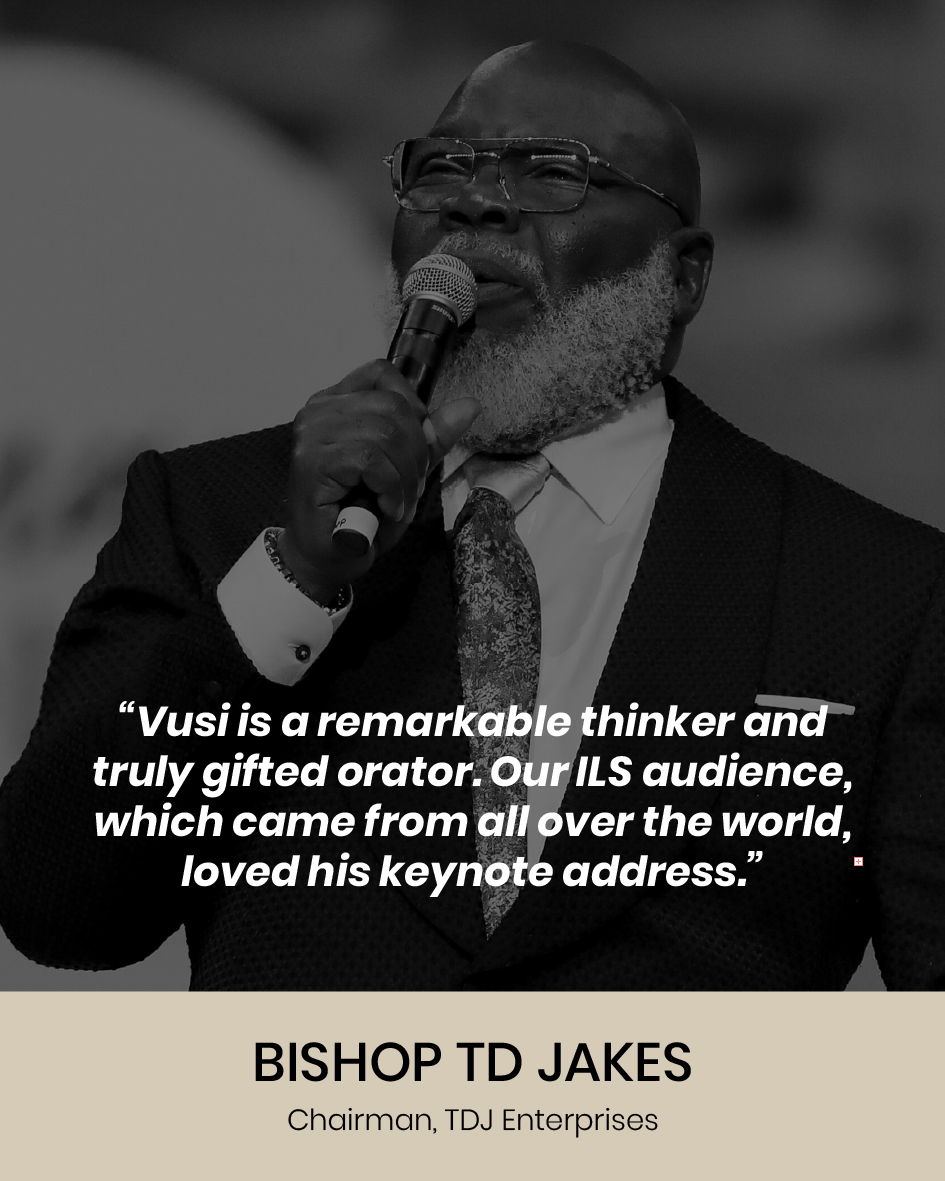 “Vusi is a remarkable thinker and
truly gifted orator. Our ILS audience,
which came from all over the world,
loved his keynote address.”
BISHOP TD JAKES
Chairman, TDJ Enterprises